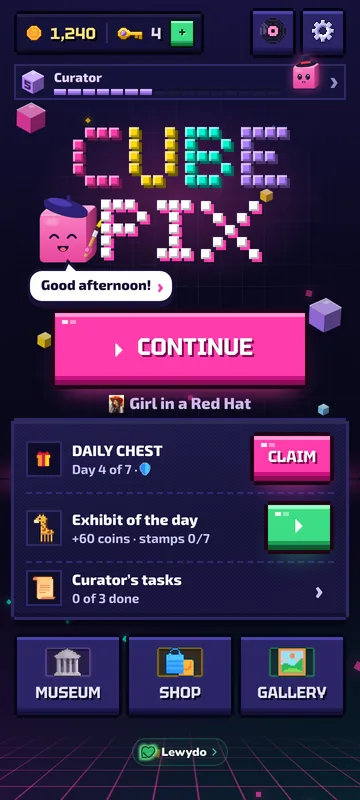 1,240
4
+
Curator
CUBE
PIX
Good afternoon!
CONTINUE
Girl in a Red Hat
DAILY CHEST
Day 4 of 7 ·
CLAIM
Exhibit of the day
+60 coins · stamps 0/7
Curator's tasks
0 of 3 done
MUSEUM
SHOP
GALLERY
Lewydo